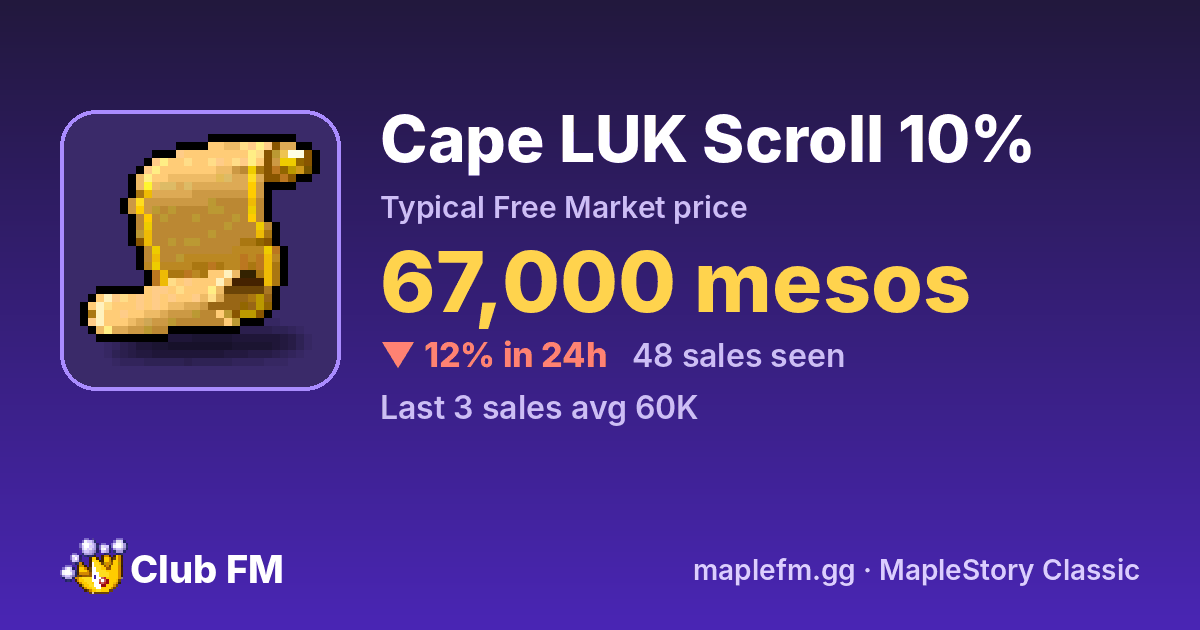 Cape LUK Scroll 10%
Typical Free Market price
67,000 mesos
▼ 12% in 24h 48 sales seen
Last 3 sales avg 60K
Club FM
maplefm.gg · MapleStory Classic